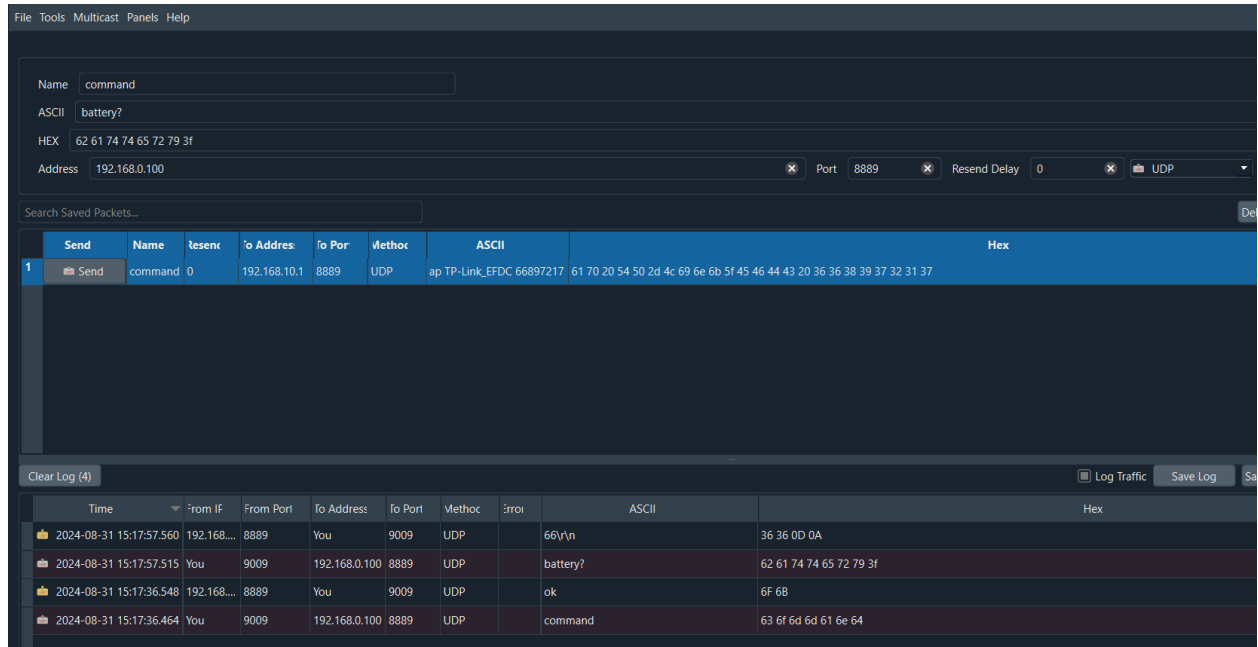 File Tools Multicast Panels Help
Name command
ASCII battery?
HEX 62 61 74 74 65 72 79 3f
Address 192.168.0.100 Port 8889 Resend Delay 0 UDP
Search Saved Packets... Del
Send Name Resend To Address To Port Method ASCII Hex
1 Send command 0 192.168.10.1 8889 UDP ap TP-Link_EFDC 66897217 61 70 20 54 50 2d 4c 69 6e 6b 5f 45 46 44 43 20 36 36 38 39 37 32 31 37
Clear Log (4) Log Traffic Save Log Sa
Time From IP From Port To Address To Port Method Error ASCII Hex
2024-08-31 15:17:57.560 192.168.... 8889 You 9009 UDP 66\r\n 36 36 0D 0A
2024-08-31 15:17:57.515 You 9009 192.168.0.100 8889 UDP battery? 62 61 74 74 65 72 79 3f
2024-08-31 15:17:36.548 192.168.... 8889 You 9009 UDP ok 6F 6B
2024-08-31 15:17:36.464 You 9009 192.168.0.100 8889 UDP command 63 6f 6d 6d 61 6e 64